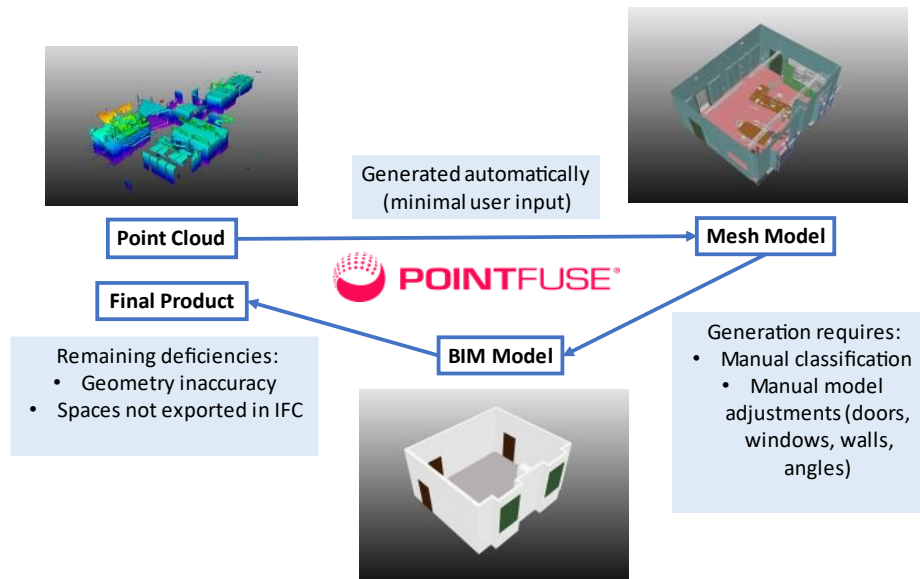 Generated automatically
(minimal user input)
Point Cloud
Mesh Model
POINTFUSE®
Final Product
BIM Model
Remaining deficiencies:
• Geometry inaccuracy
• Spaces not exported in IFC
Generation requires:
• Manual classification
• Manual model
adjustments (doors,
windows, walls,
angles)